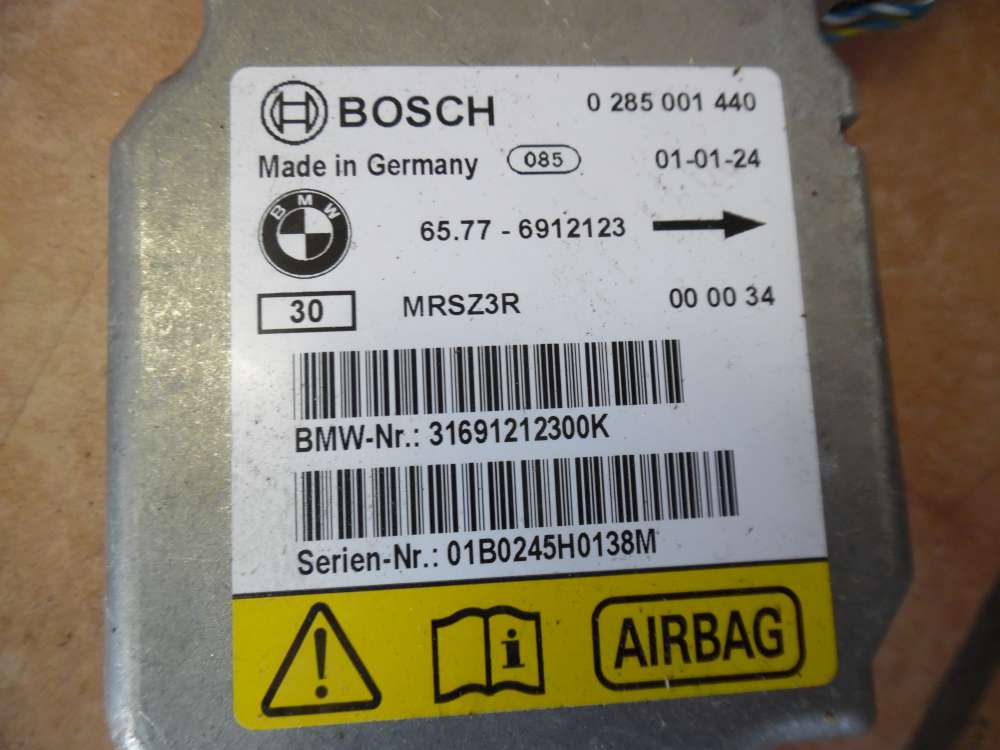 BOSCH 0 285 001 440
Made in Germany 085 01-01-24
BMW 65.77 - 6912123
30 MRSZ3R 00 00 34
BMW-Nr.: 31691212300K
Serien-Nr.: 01B0245H0138M
! i AIRBAG